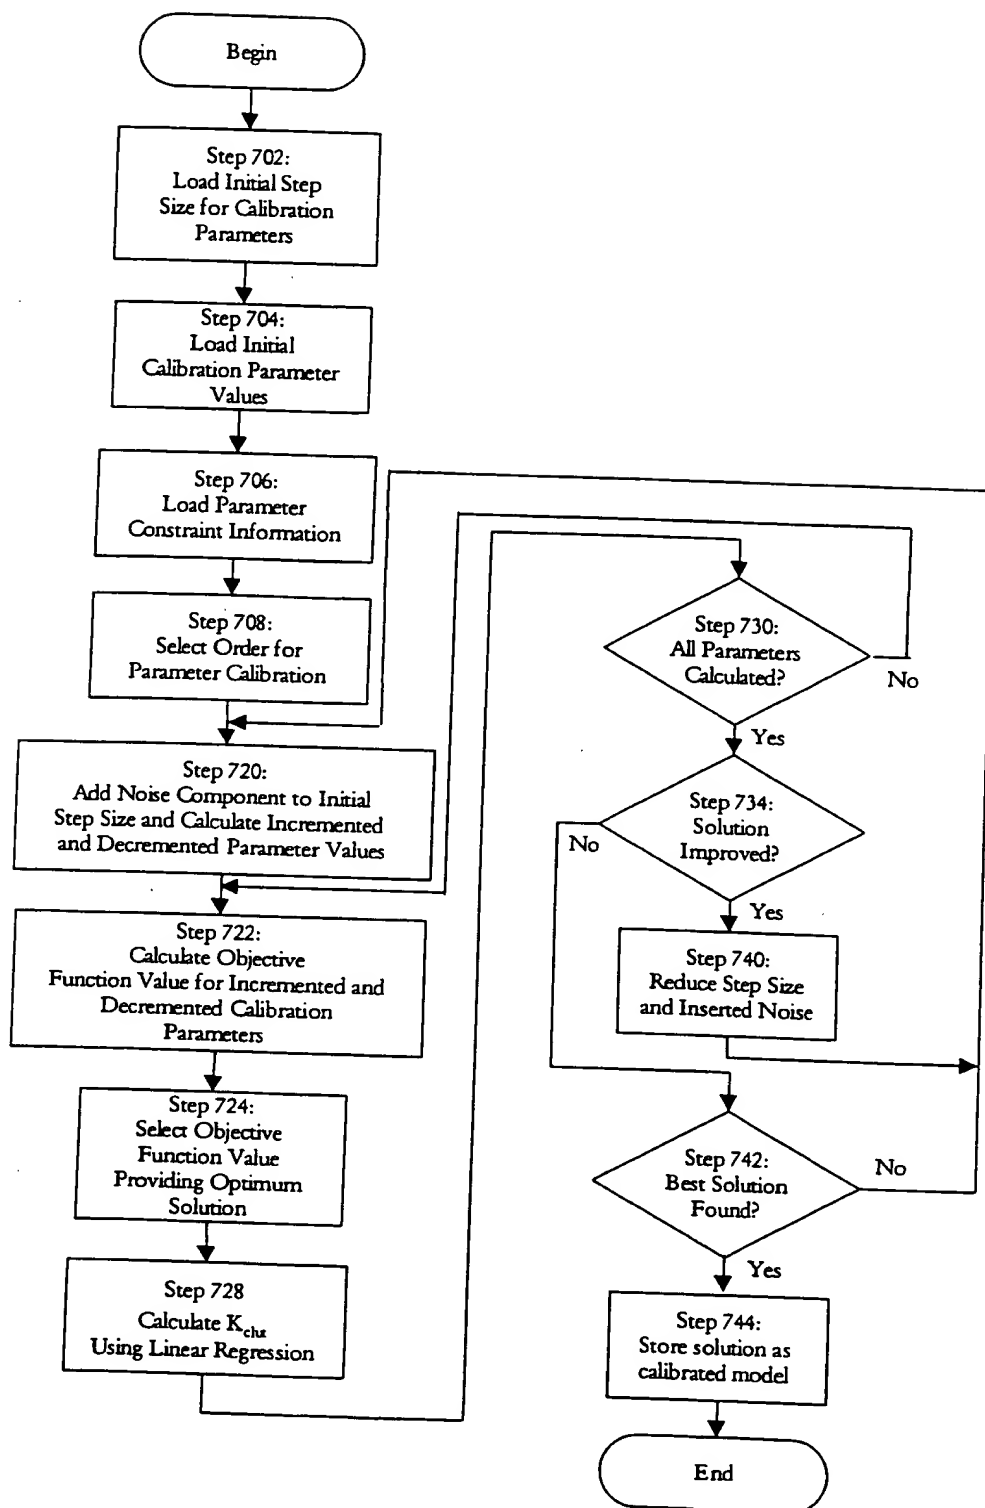 Begin
Step 702:
Load Initial Step
Size for Calibration
Parameters
Step 704:
Load Initial
Calibration Parameter
Values
Step 706:
Load Parameter
Constraint Information
Step 708:
Select Order for
Parameter Calibration
Step 720:
Add Noise Component to Initial
Step Size and Calculate Incremented
and Decremented Parameter Values
Step 722:
Calculate Objective
Function Value for Incremented and
Decremented Calibration
Parameters
Step 724:
Select Objective
Function Value
Providing Optimum
Solution
Step 728
Calculate K_clut
Using Linear Regression
Step 730:
All Parameters
Calculated?
No
Yes
Step 734:
Solution
Improved?
No
Yes
Step 740:
Reduce Step Size
and Inserted Noise
Step 742:
Best Solution
Found?
No
Yes
Step 744:
Store solution as
calibrated model
End